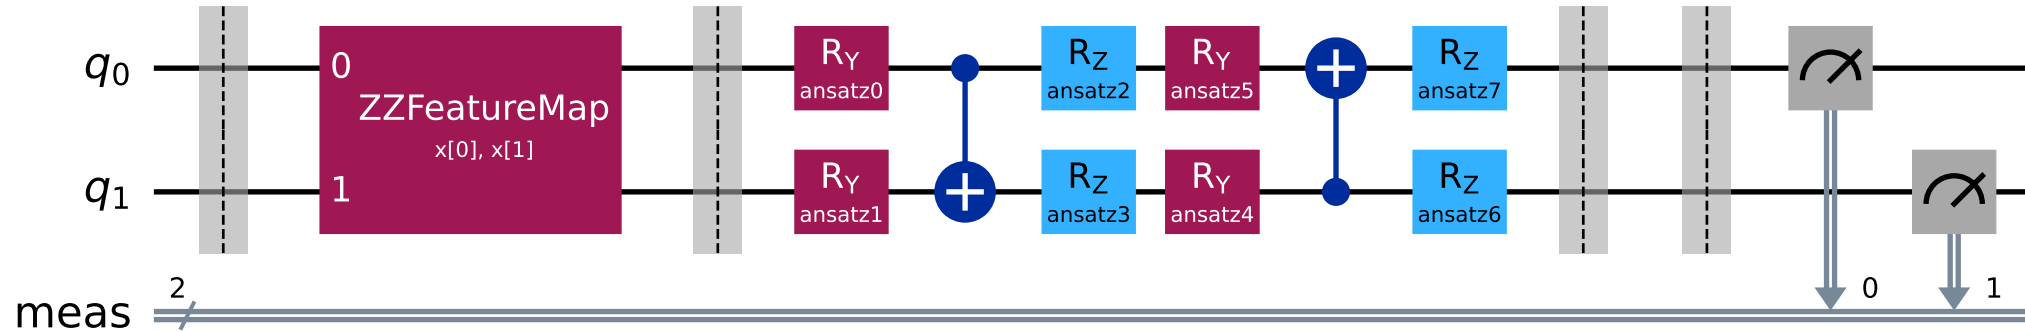 q0
0
ZZFeatureMap
x[0], x[1]
1
RY
ansatz0
RZ
ansatz2
RY
ansatz5
RZ
ansatz7
q1
RY
ansatz1
RZ
ansatz3
RY
ansatz4
RZ
ansatz6
meas
2
0
1